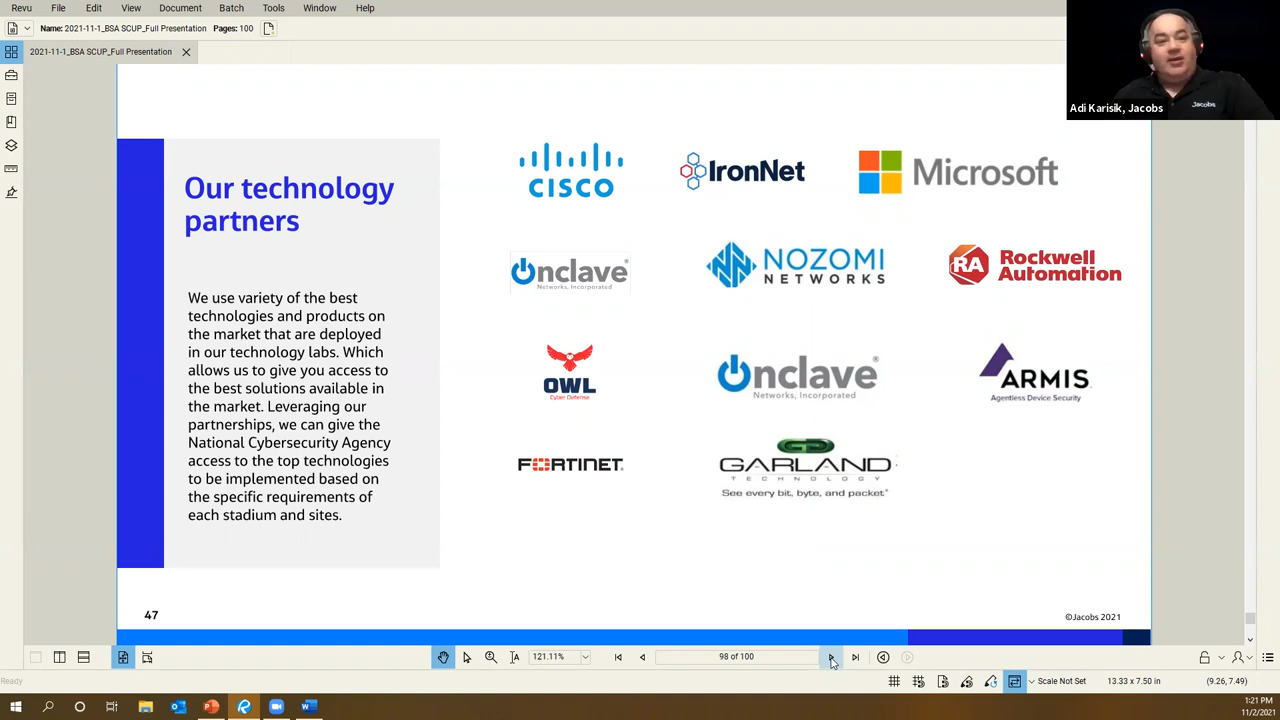 Revu File Edit View Document Batch Tools Window Help
Name: 2021-11-1_BSA SCUP_Full Presentation Pages: 100
2021-11-1_BSA SCUP_Full Presentation
Jacobs
Adi Karisik, Jacobs
Our technology
partners
We use variety of the best
technologies and products on
the market that are deployed
in our technology labs. Which
allows us to give you access to
the best solutions available in
the market. Leveraging our
partnerships, we can give the
National Cybersecurity Agency
access to the top technologies
to be implemented based on
the specific requirements of
each stadium and sites.
CISCO
IronNet
Microsoft
Onclave®
Networks, Incorporated
NOZOMI
NETWORKS
RA
Rockwell
Automation
OWL
Cyber Defense
Onclave®
Networks, Incorporated
ARMIS
Agentless Device Security
FORTINET
GARLAND
TECHNOLOGY
See every bit, byte, and packet®
47
©Jacobs 2021
121.11% 98 of 100
Ready
Scale Not Set 13.33 x 7.50 in (9.26, 7.49)
1:21 PM
11/2/2021